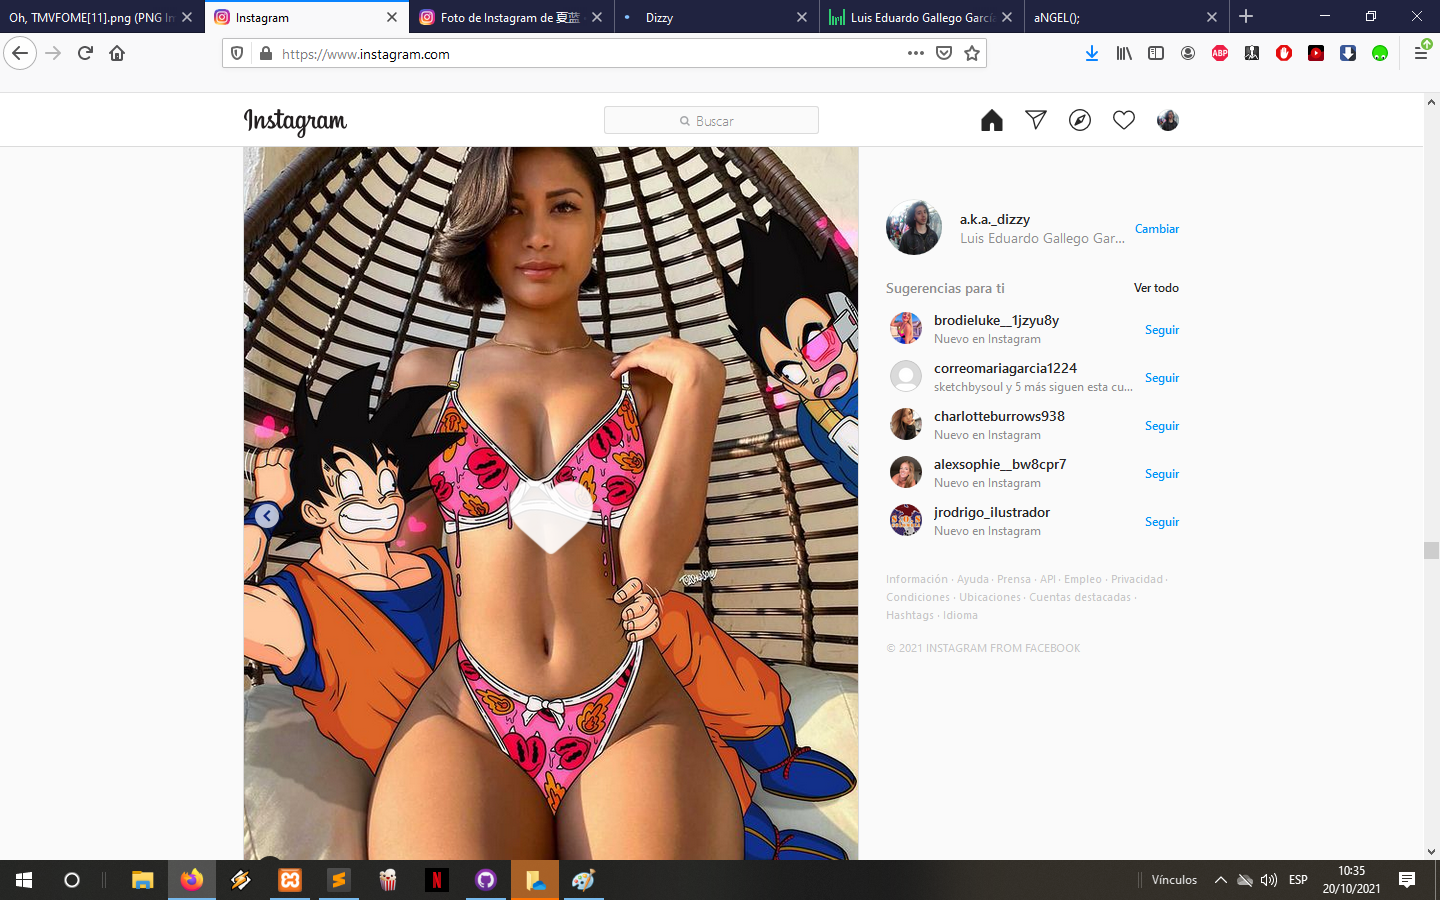 Oh, TMVFOME[11].png (PNG Im
Instagram
Foto de Instagram de 夏蓝
Dizzy
Luis Eduardo Gallego García
aNGEL();
https://www.instagram.com
ABP
Instagram
Buscar
a.k.a._dizzy
Luis Eduardo Gallego Gar...
Cambiar
Sugerencias para ti
Ver todo
brodieluke__1jzyu8y
Nuevo en Instagram
Seguir
correomariagarcia1224
sketchbysoul y 5 más siguen esta cu...
Seguir
charlotteburrows938
Nuevo en Instagram
Seguir
alexsophie__bw8cpr7
Nuevo en Instagram
Seguir
jrodrigo_ilustrador
Nuevo en Instagram
Seguir
Información · Ayuda · Prensa · API · Empleo · Privacidad ·
Condiciones · Ubicaciones · Cuentas destacadas ·
Hashtags · Idioma
© 2021 INSTAGRAM FROM FACEBOOK
Vínculos
ESP
10:35
20/10/2021